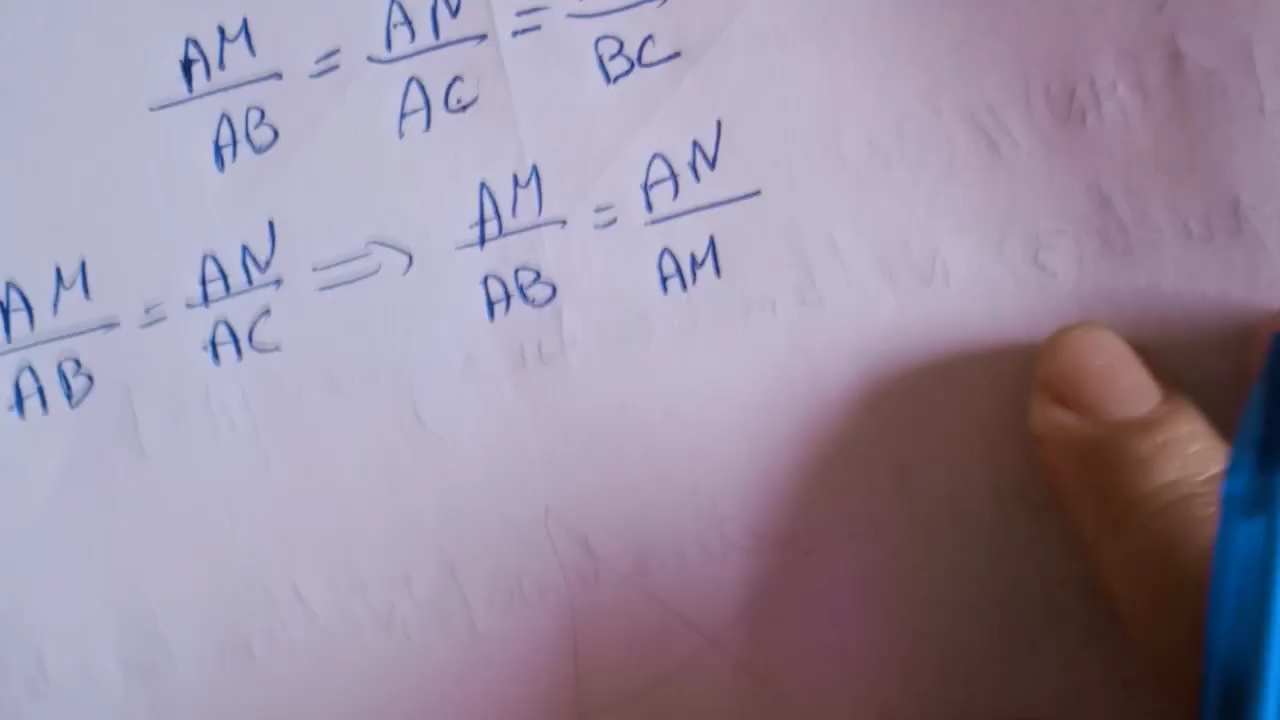 AM/AB = AN/AC = /BC
AM/AB = AN/AC ⟹ AM/AB = AN/AM